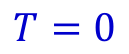 T = 0